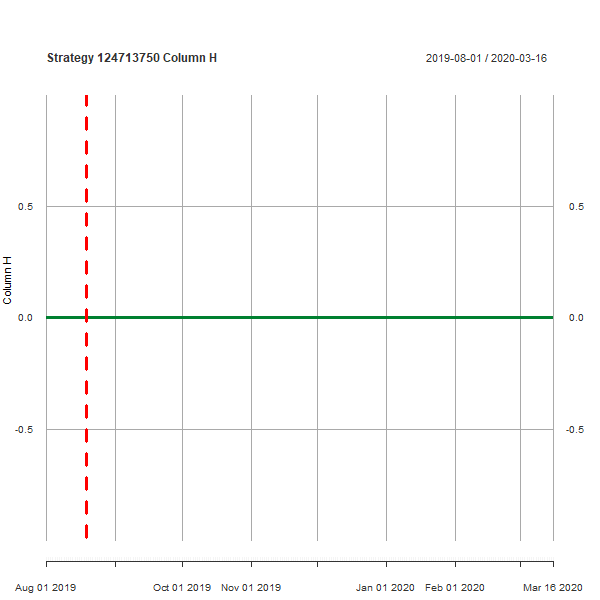 Strategy 124713750 Column H
2019-08-01 / 2020-03-16
0.5
0.5
Column H
0.0
0.0
-0.5
-0.5
Aug 01 2019
Oct 01 2019
Nov 01 2019
Jan 01 2020
Feb 01 2020
Mar 16 2020